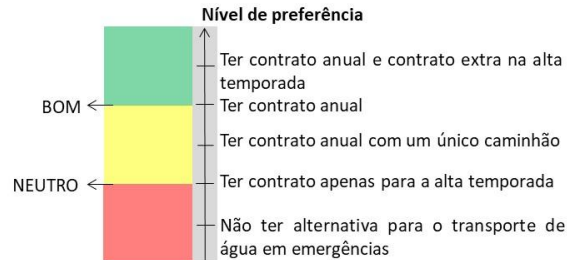 Nível de preferência
Ter contrato anual e contrato extra na alta
temporada
BOM
Ter contrato anual
Ter contrato anual com um único caminhão
NEUTRO
Ter contrato apenas para a alta temporada
Não ter alternativa para o transporte de
água em emergências